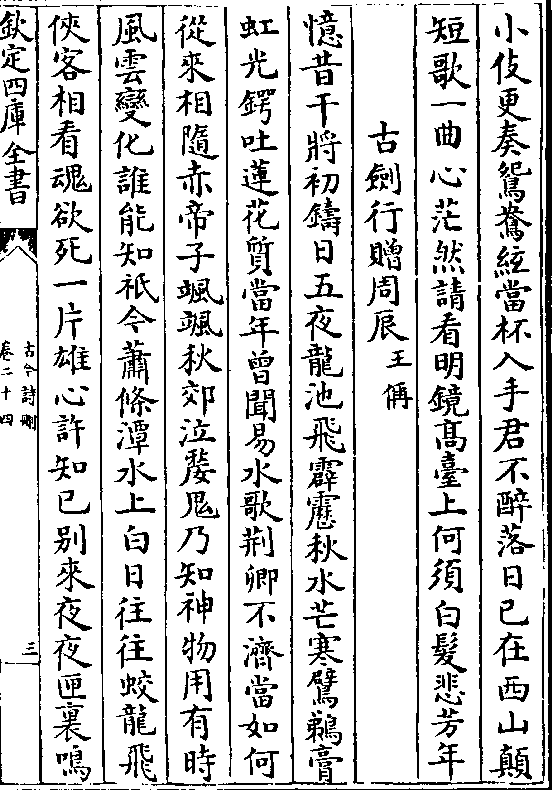 小伎更奏鴛鴦絃當杯入手君不醉落日已在西山顛
短歌一曲心茫然請看明鏡高臺上何須白髮悲芳年
古劍行贈周辰王偁
憶昔干將初鑄日五夜龍池飛霹靂秋水芒寒鸊鵜膏
虹光鍔吐蓮花質當年曾聞易水歌荆卿不濟當如何
從來相隨赤帝子颯颯秋郊泣嫠鬼乃知神物用有時
風雲變化誰能知祇今蕭條潭水上白日往往蛟龍飛
俠客相看魂欲死一片雄心許知已别來夜夜匣裏鳴
欽定四庫全書
古今詩刪
卷二十四
三